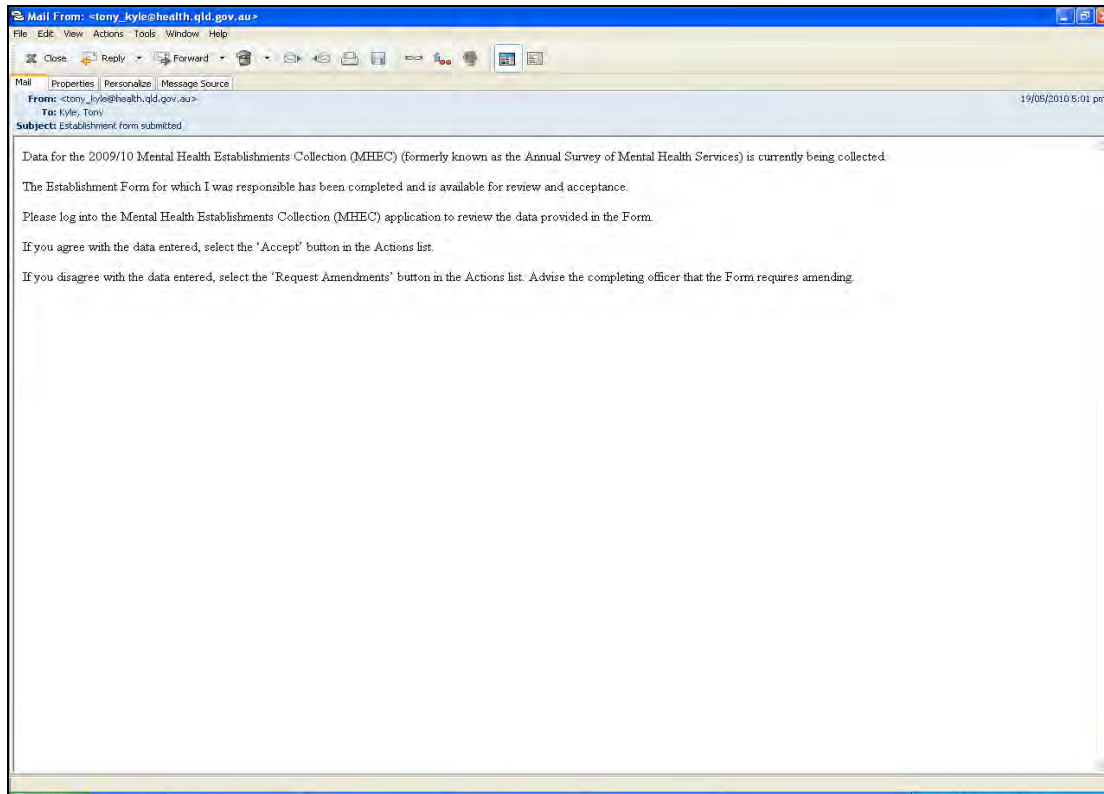 Mail From: <tony_kyle@health.qld.gov.au>
File Edit View Actions Tools Window Help
Close Reply Forward
Mail Properties Personalize Message Source
From: <tony_kyle@health.qld.gov.au> 19/05/2010 5:01 pm
To: Kyle, Tony
Subject: Establishment form submitted
Data for the 2009/10 Mental Health Establishments Collection (MHEC) (formerly known as the Annual Survey of Mental Health Services) is currently being collected.
The Establishment Form for which I was responsible has been completed and is available for review and acceptance.
Please log into the Mental Health Establishments Collection (MHEC) application to review the data provided in the Form.
If you agree with the data entered, select the ‘Accept’ button in the Actions list.
If you disagree with the data entered, select the ‘Request Amendments’ button in the Actions list. Advise the completing officer that the Form requires amending.